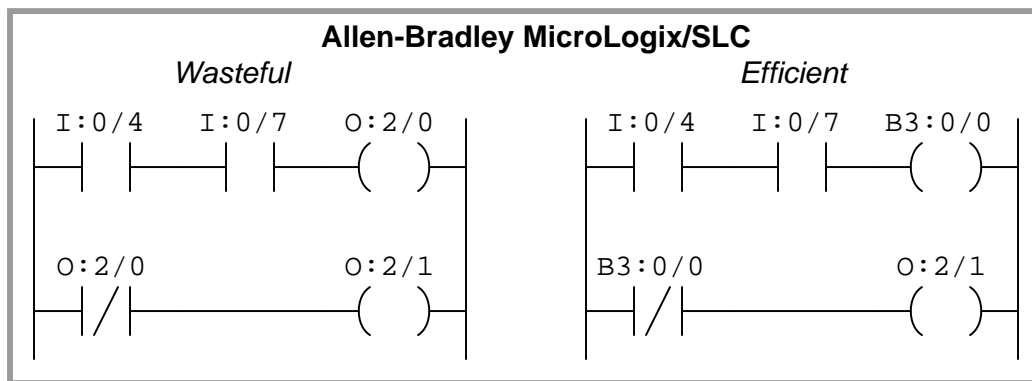 Allen-Bradley MicroLogix/SLC
Wasteful Efficient
I:0/4 I:0/7 O:2/0 I:0/4 I:0/7 B3:0/0
O:2/0 O:2/1 B3:0/0 O:2/1